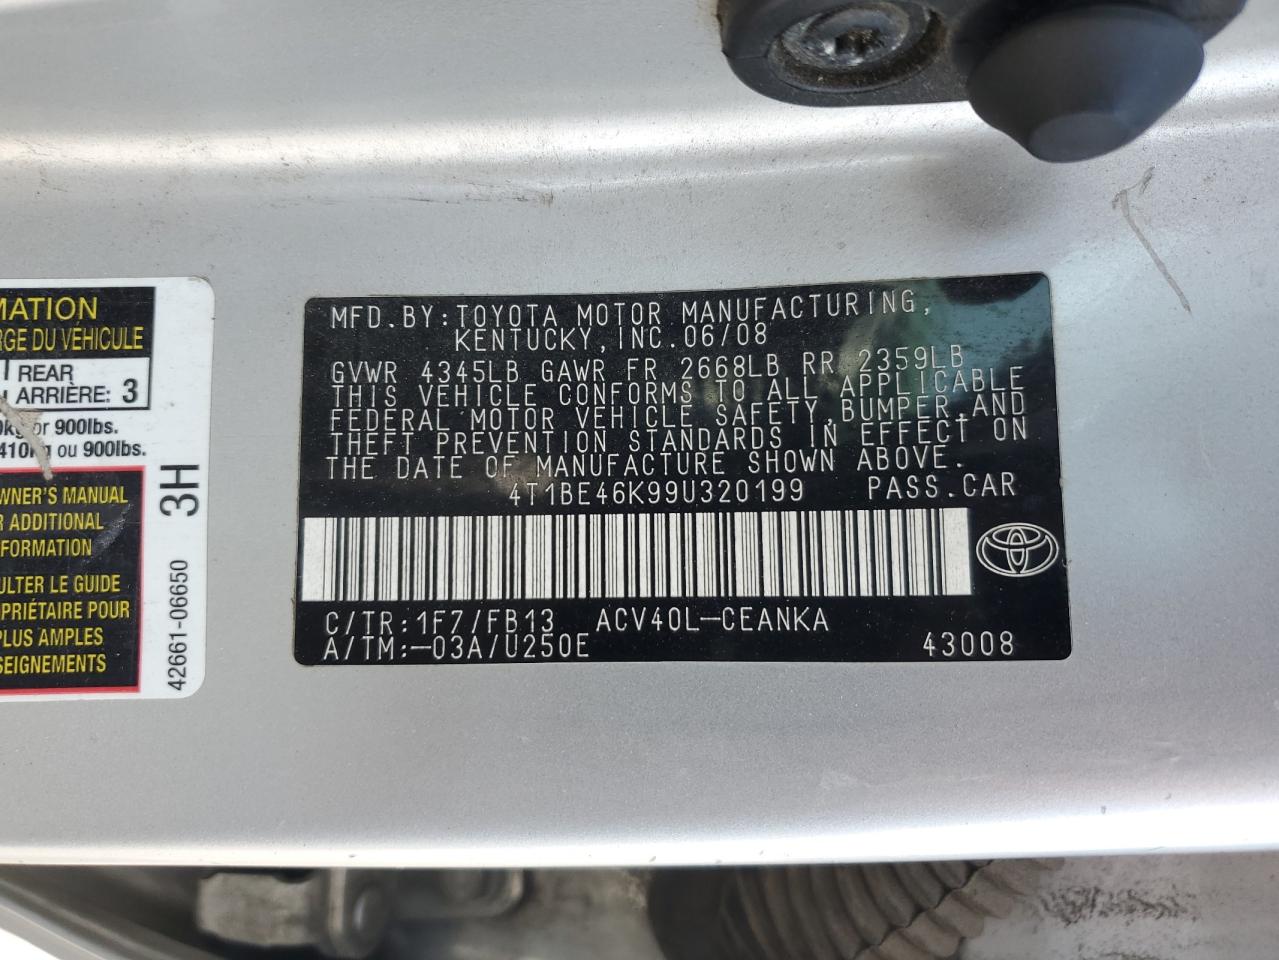 MFD.BY:TOYOTA MOTOR MANUFACTURING,
KENTUCKY,INC.06/08
GVWR 4345LB GAWR FR 2668LB RR 2359LB
THIS VEHICLE CONFORMS TO ALL APPLICABLE
FEDERAL MOTOR VEHICLE SAFETY,BUMPER,AND
THEFT PREVENTION STANDARDS IN EFFECT ON
THE DATE OF MANUFACTURE SHOWN ABOVE.
4T1BE46K99U320199 PASS.CAR
C/TR:1F7/FB13 ACV40L-CEANKA
A/TM:-03A/U250E 43008
MATION
RGE DU VÉHICULE
REAR
ARRIÈRE: 3
or 900lbs.
ou 900lbs.
WNER'S MANUAL
ADDITIONAL
FORMATION
ULTER LE GUIDE
OPRIÉTAIRE POUR
PLUS AMPLES
SEIGNEMENTS
3H
42661-06650